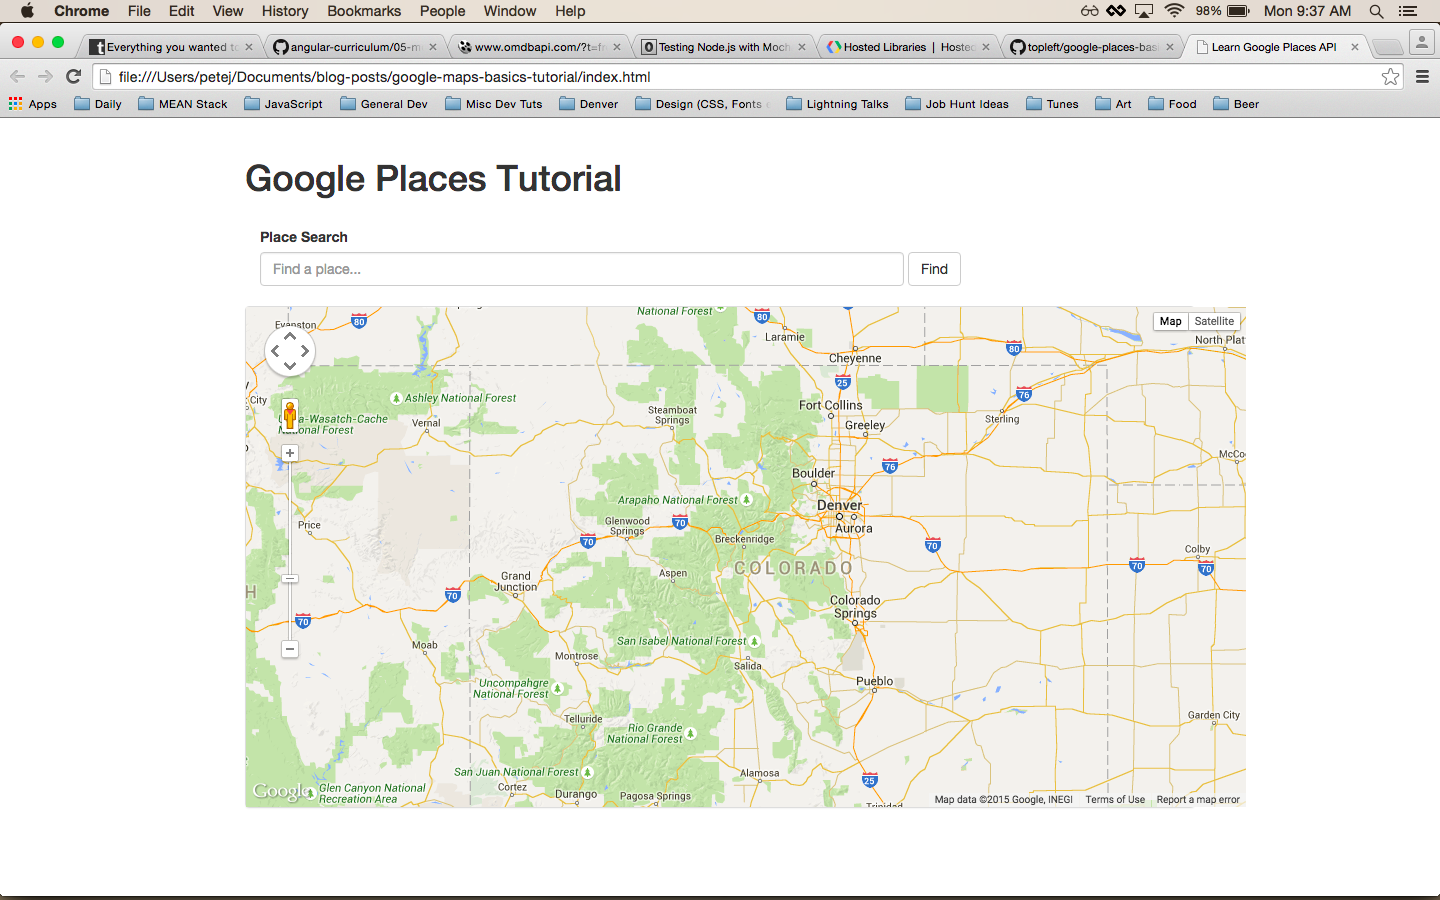 Chrome File Edit View History Bookmarks People Window Help 98% Mon 9:37 AM
Everything you wanted angular-curriculum/05-m www.omdbapi.com/?t=f Testing Node.js with Moch Hosted Libraries | Hosted topleft/google-places-bas Learn Google Places API
file:///Users/petej/Documents/blog-posts/google-maps-basics-tutorial/index.html
Apps Daily MEAN Stack JavaScript General Dev Misc Dev Tuts Denver Design (CSS, Fonts Lightning Talks Job Hunt Ideas Tunes Art Food Beer
Google Places Tutorial
Place Search
Find a place... Find
Map Satellite
National Forest
Evanston
80
80
80
Laramie
Cheyenne
North Plat
25
76
City
Ashley National Forest
Vernal
-Wasatch-Cache
National Forest
Steamboat
Springs
Fort Collins
Greeley
Sterling
Boulder
76
McCo
Arapaho National Forest
Denver
Aurora
Price
Glenwood
Springs
70
70
Breckenridge
70
COLORADO
Colby
70
70
Grand
Junction
Aspen
70
H
70
Colorado
Springs
Moab
San Isabel National Forest
Montrose
Salida
Uncompahgre
National Forest
Pueblo
Telluride
Rio Grande
National Forest
Garden City
San Juan National Forest
Alamosa
25
Google
Glen Canyon National
Recreation Area
Cortez
Durango
Pagosa Springs
Trinidad
Map data ©2015 Google, INEGI Terms of Use Report a map error